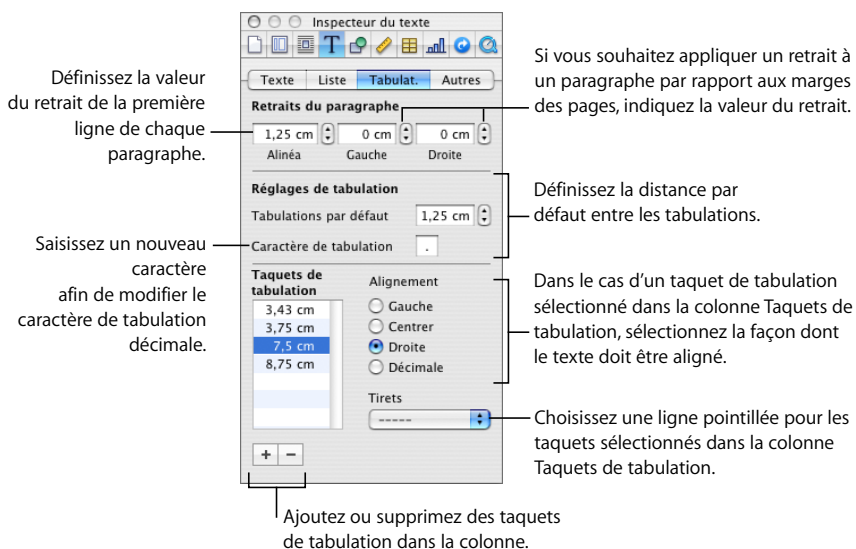 Inspecteur du texte
T
Texte Liste Tabulat. Autres
Retraits du paragraphe
1,25 cm 0 cm 0 cm
Alinéa Gauche Droite
Réglages de tabulation
Tabulations par défaut 1,25 cm
Caractère de tabulation .
Taquets de
tabulation
3,43 cm
3,75 cm
7,5 cm
8,75 cm
Alignement
Gauche
Centrer
Droite
Décimale
Tirets
-----
+ −
Définissez la valeur
du retrait de la première
ligne de chaque
paragraphe.
Saisissez un nouveau
caractère
afin de modifier le
caractère de tabulation
décimale.
Si vous souhaitez appliquer un retrait à
un paragraphe par rapport aux marges
des pages, indiquez la valeur du retrait.
Définissez la distance par
défaut entre les tabulations.
Dans le cas d’un taquet de tabulation
sélectionné dans la colonne Taquets de
tabulation, sélectionnez la façon dont
le texte doit être aligné.
Choisissez une ligne pointillée pour les
taquets sélectionnés dans la colonne
Taquets de tabulation.
Ajoutez ou supprimez des taquets
de tabulation dans la colonne.